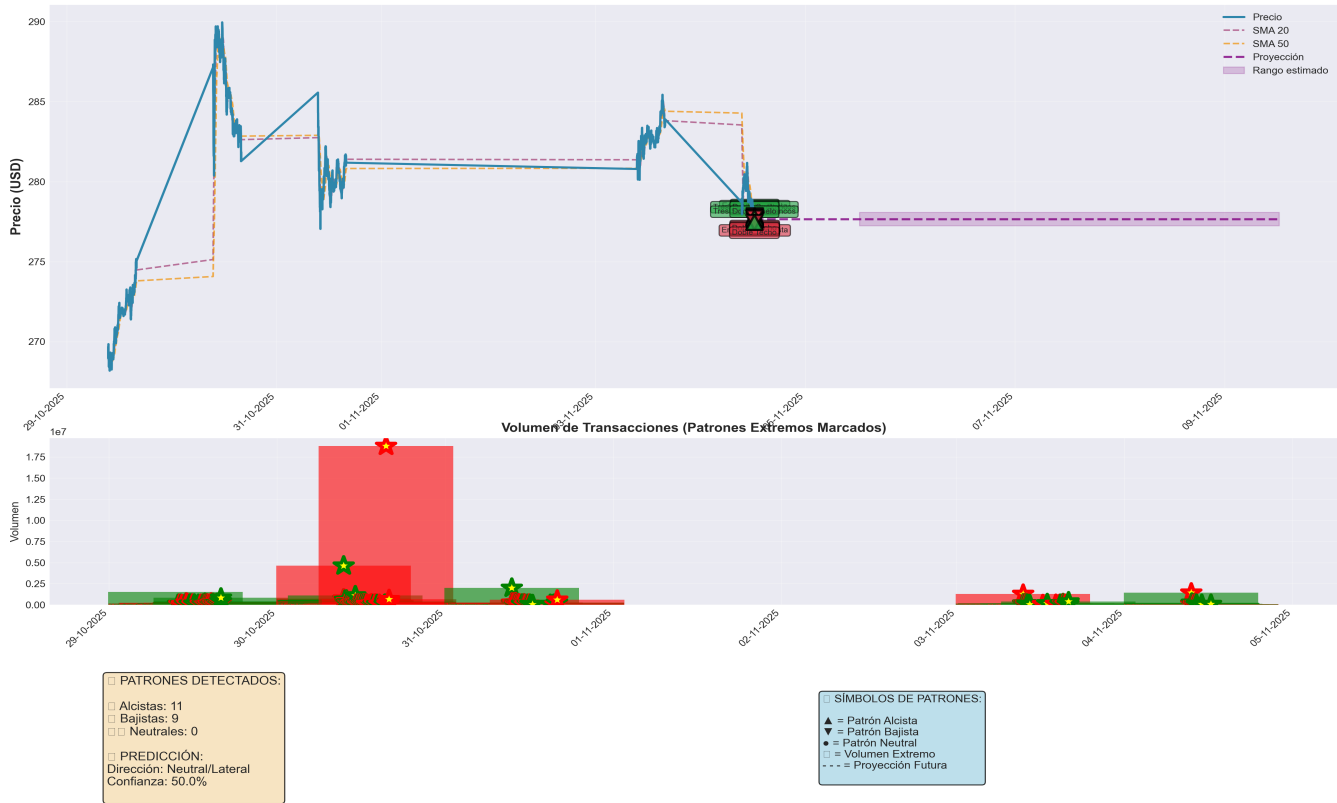 290
285
280
275
270
Precio (USD)
Precio
SMA 20
SMA 50
Proyección
Rango estimado
29-10-2025
31-10-2025
01-11-2025
03-11-2025
05-11-2025
07-11-2025
09-11-2025
Volumen de Transacciones (Patrones Extremos Marcados)
1e7
1.75
1.50
1.25
1.00
0.75
0.50
0.25
0.00
Volumen
29-10-2025
30-10-2025
31-10-2025
01-11-2025
02-11-2025
03-11-2025
04-11-2025
05-11-2025
PATRONES DETECTADOS:
Alcistas: 11
Bajistas: 9
Neutrales: 0
PREDICCIÓN:
Dirección: Neutral/Lateral
Confianza: 50.0%
SÍMBOLOS DE PATRONES:
▲ = Patrón Alcista
▼ = Patrón Bajista
● = Patrón Neutral
□ = Volumen Extremo
--- = Proyección Futura